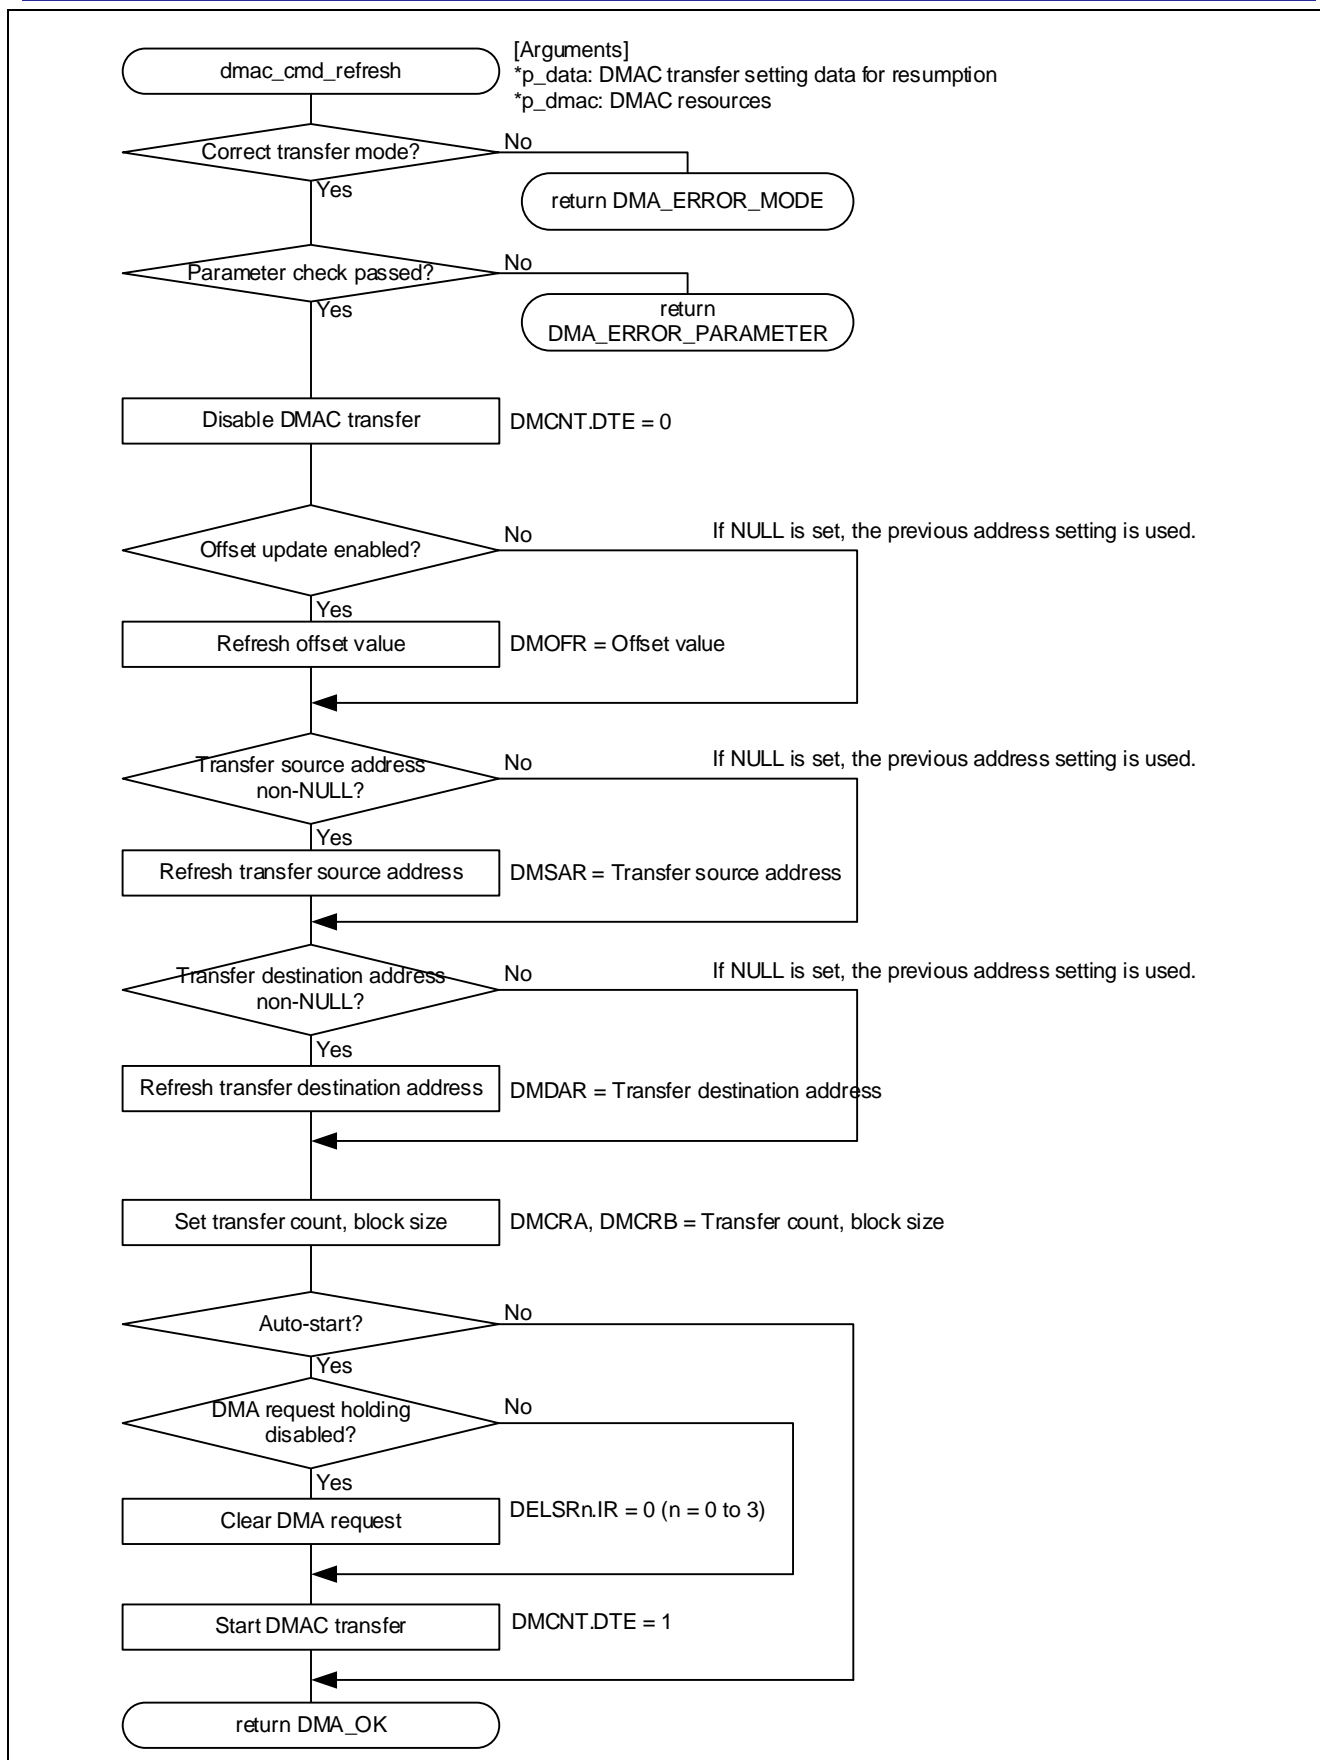 dmac_cmd_refresh
[Arguments]
*p_data: DMAC transfer setting data for resumption
*p_dmac: DMAC resources
Correct transfer mode?
No
Yes
return DMA_ERROR_MODE
Parameter check passed?
No
Yes
return
DMA_ERROR_PARAMETER
Disable DMAC transfer
DMCNT.DTE = 0
Offset update enabled?
No
If NULL is set, the previous address setting is used.
Yes
Refresh offset value
DMOFR = Offset value
Transfer source address
non-NULL?
No
If NULL is set, the previous address setting is used.
Yes
Refresh transfer source address
DMSAR = Transfer source address
Transfer destination address
non-NULL?
No
If NULL is set, the previous address setting is used.
Yes
Refresh transfer destination address
DMDAR = Transfer destination address
Set transfer count, block size
DMCRA, DMCRB = Transfer count, block size
Auto-start?
No
Yes
DMA request holding
disabled?
No
Yes
Clear DMA request
DELSRn.IR = 0 (n = 0 to 3)
Start DMAC transfer
DMCNT.DTE = 1
return DMA_OK